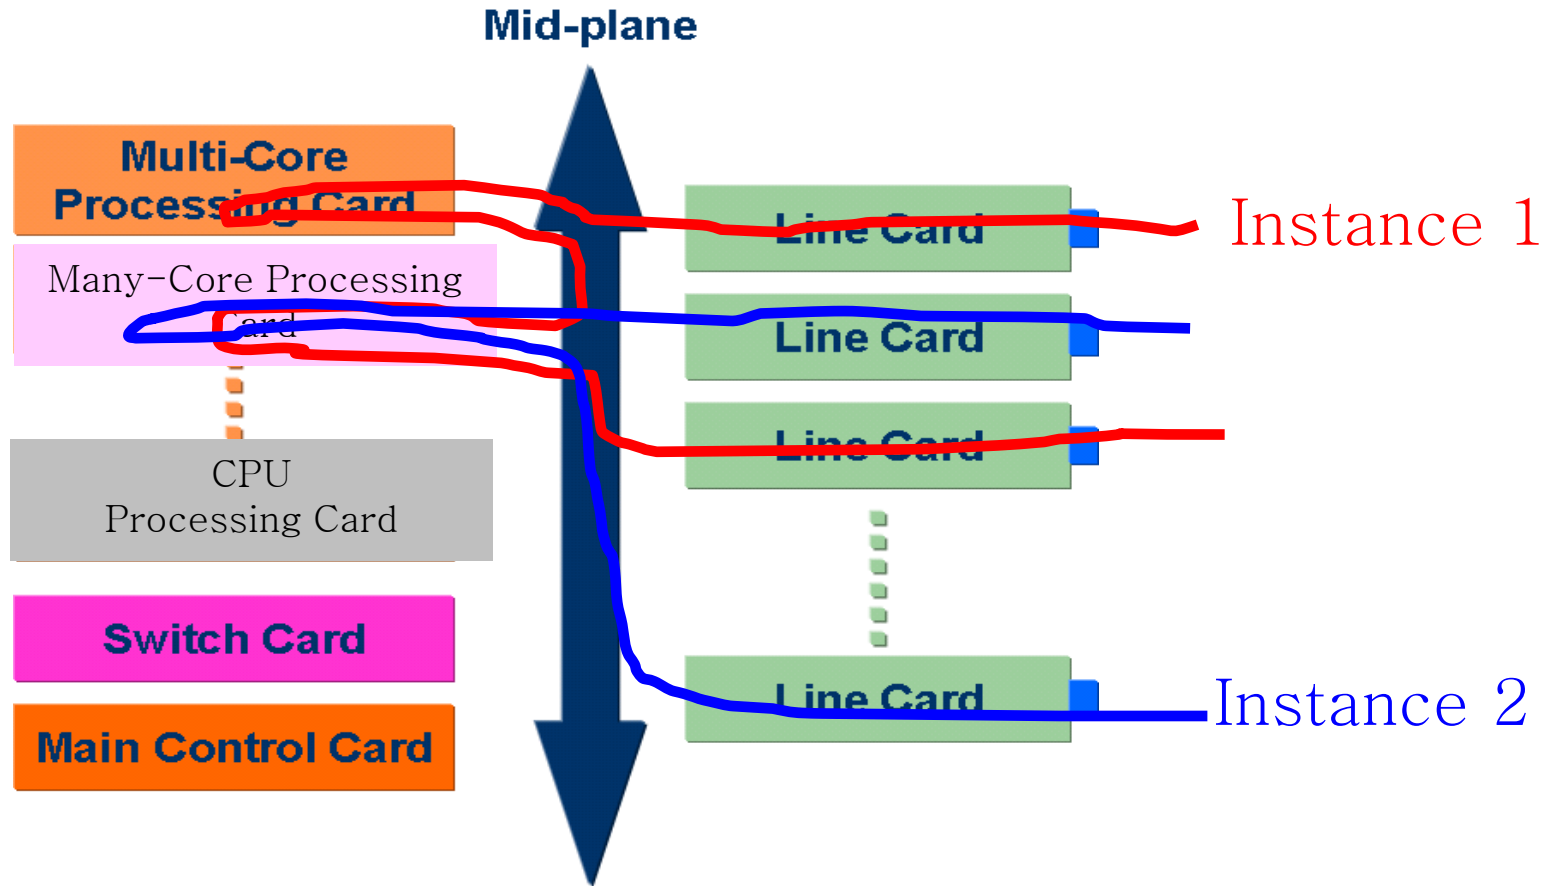 Mid-plane
Multi-Core
Processing Card
Many-Core Processing
Card
CPU
Processing Card
Switch Card
Main Control Card
Line Card
Instance 1
Line Card
Line Card
Line Card
Instance 2